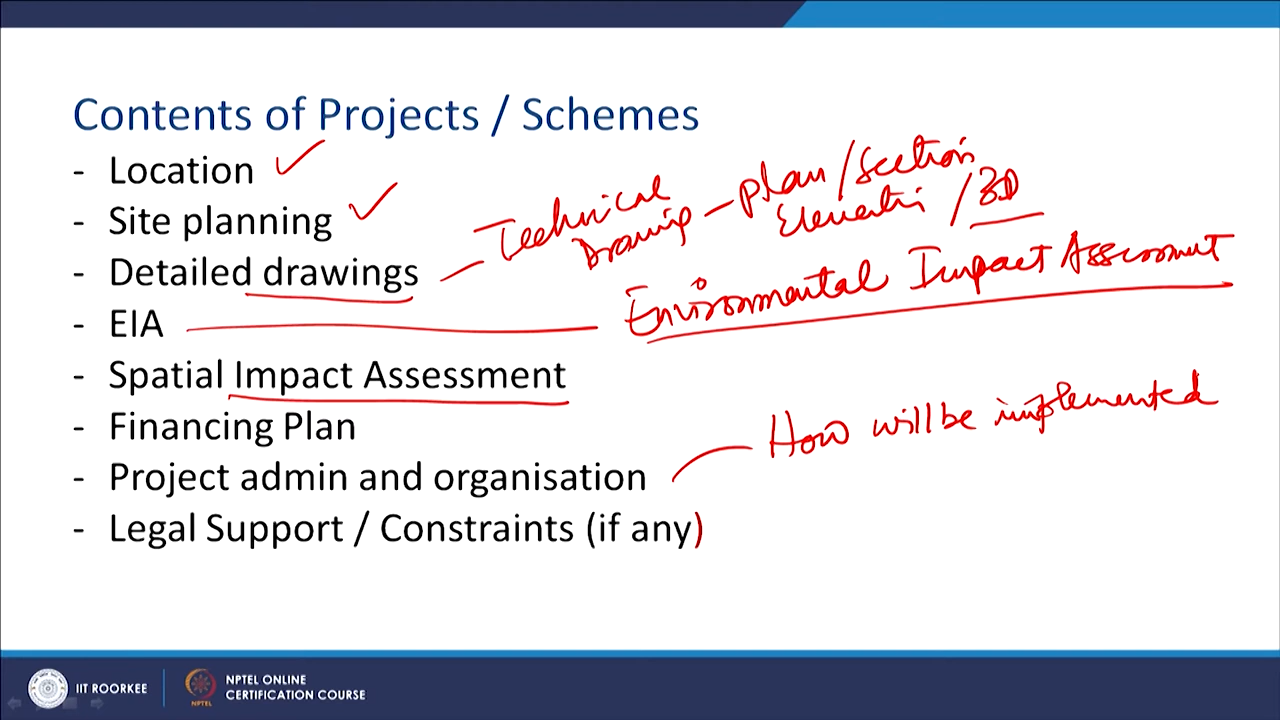 Contents of Projects / Schemes
- Location
- Site planning
- Detailed drawings
Technical Drawing - Plan / Section
Elevation / 3D
- EIA
Environmental Impact Assessment
- Spatial Impact Assessment
- Financing Plan
- Project admin and organisation
How will be implemented
- Legal Support / Constraints (if any)
IIT ROORKEE
NPTEL ONLINE
CERTIFICATION COURSE
NPTEL